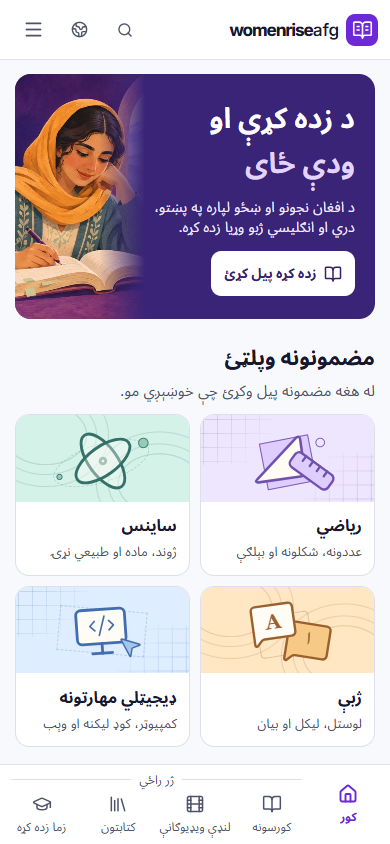 womenriseafg
د زده کړې او
ودې ځای
د افغان نجونو او ښځو لپاره په پښتو،
دري او انګلیسي ژبو وړیا زده کړه.
زده کړه پیل کړئ
مضمونونه وپلټئ
له هغه مضمونه پیل وکړئ چې خوښېږي مو.
ریاضي
عددونه، شکلونه او بېلګې
ساینس
ژوند، ماده او طبیعي نړۍ
A
ا
ژبې
لوستل، لیکل او بیان
ډیجیټلي مهارتونه
کمپیوټر، کوډ لیکنه او وېب
ژر راځي
کور
کورسونه
لنډې ویډیوګانې
کتابتون
زما زده کړه